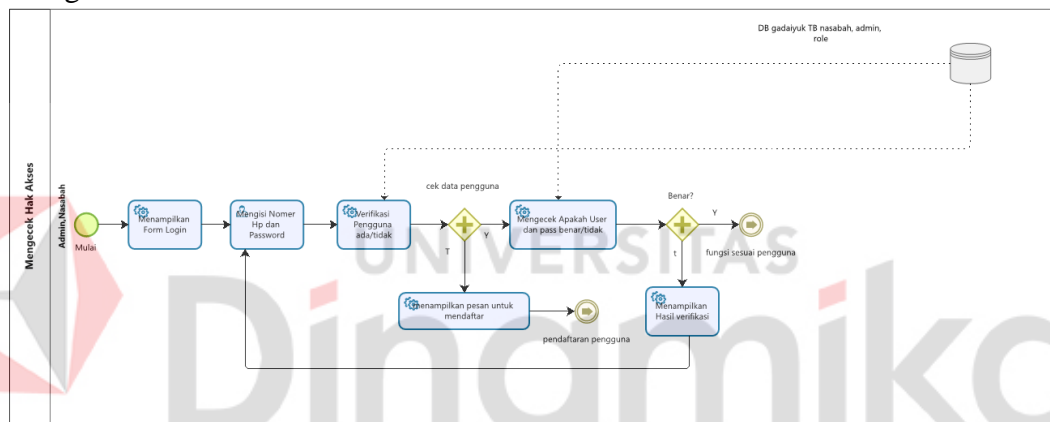 DB gadaiyuk TB nasabah, admin,
role
Mengecek Hak Akses
Admin,Nasabah
Mulai
Menampilkan
Form Login
Mengisi Nomer
Hp dan
Password
Verifikasi
Pengguna
ada/tidak
cek data pengguna
Y
T
Mengecek Apakah User
dan pass benar/tidak
Benar?
Y
t
fungsi sesuai pengguna
menampilkan pesan untuk
mendaftar
pendaftaran pengguna
Menampilkan
Hasil verifikasi
UNIVERSITAS
Dinamika